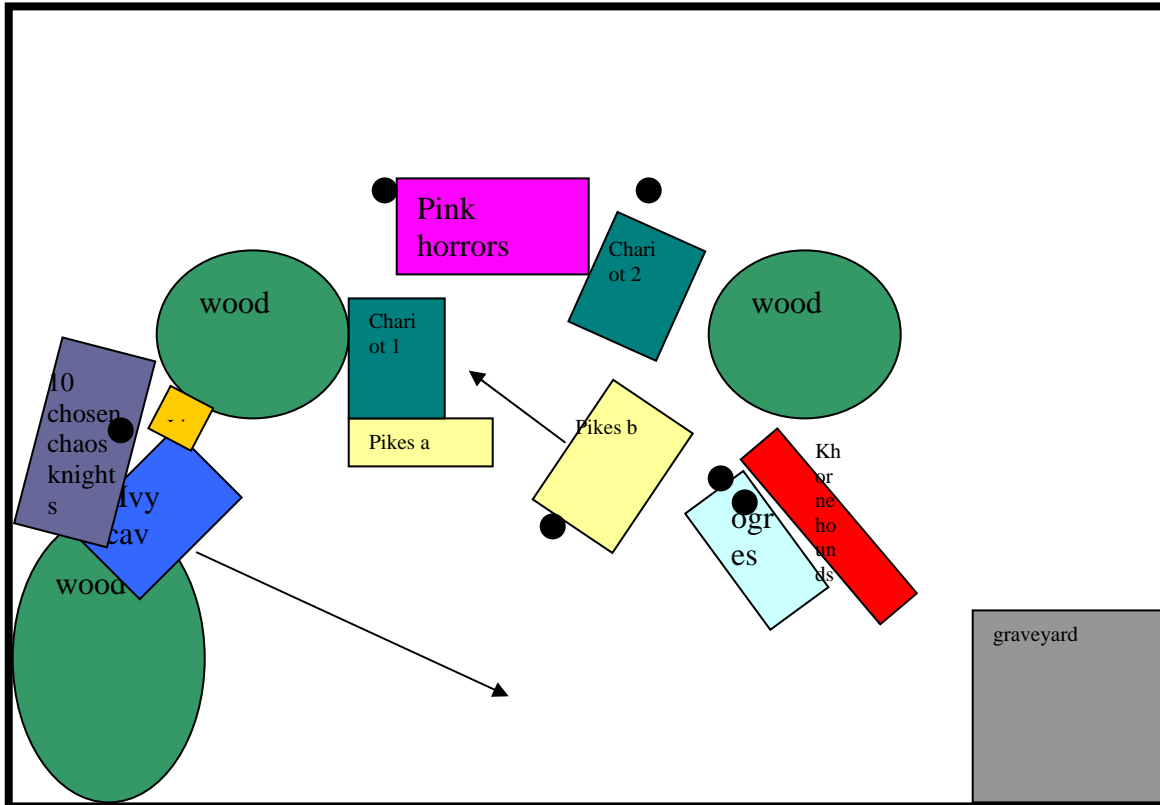 Pink
horrors
Chari
ot 2
wood
wood
Chari
ot 1
10
chosen
chaos
knight
s
Pikes a
Pikes b
Kh
or
ne
ho
un
ds
cav
ogr
es
wood
graveyard